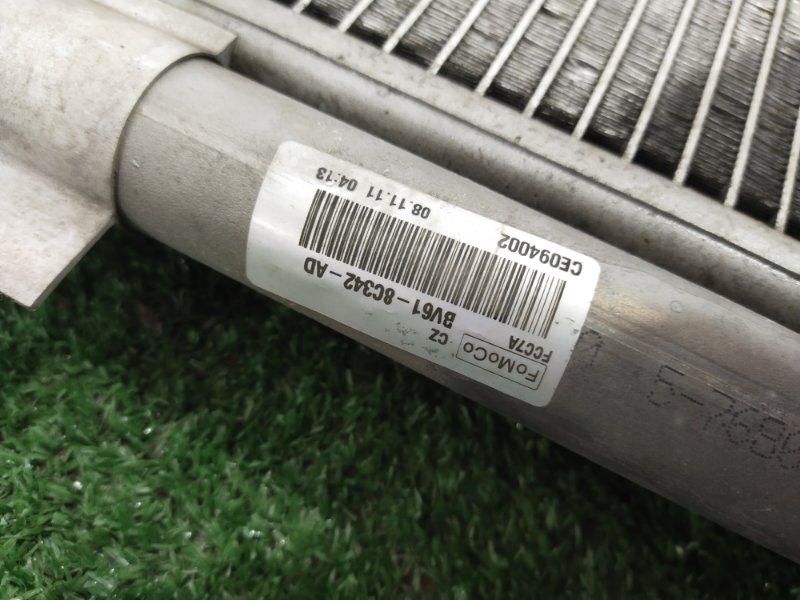 FoMoCo
FCC7A
CZ
BV61-8C342-AD
CE094002
08.11.11 04:13